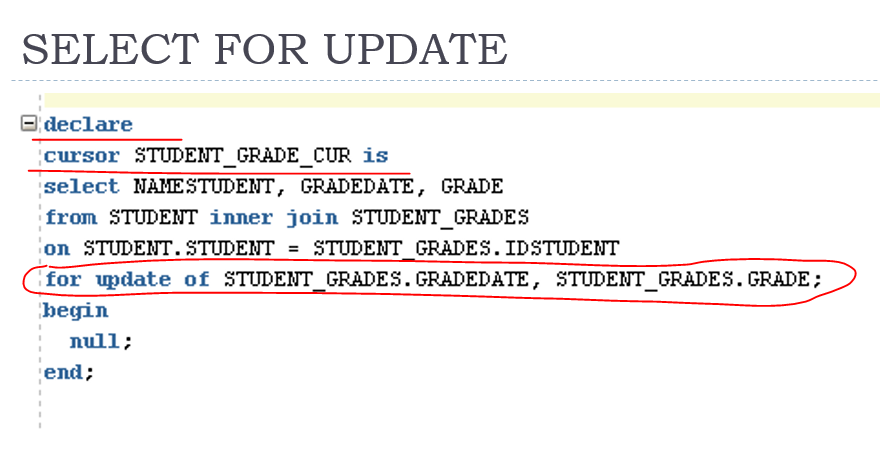 SELECT FOR UPDATE
declare
cursor STUDENT_GRADE_CUR is
select NAMESTUDENT, GRADEDATE, GRADE
from STUDENT inner join STUDENT_GRADES
on STUDENT.STUDENT = STUDENT_GRADES.IDSTUDENT
for update of STUDENT_GRADES.GRADEDATE, STUDENT_GRADES.GRADE;
begin
null;
end;